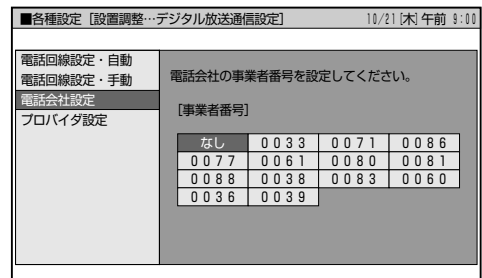 ■各種設定［設置調整…デジタル放送通信設定］ 10/21［木］午前 9:00
電話回線設定・自動
電話回線設定・手動
電話会社設定
プロバイダ設定
電話会社の事業者番号を設定してください。
［事業者番号］
なし 0033 0071 0086
0077 0061 0080 0081
0088 0038 0083 0060
0036 0039